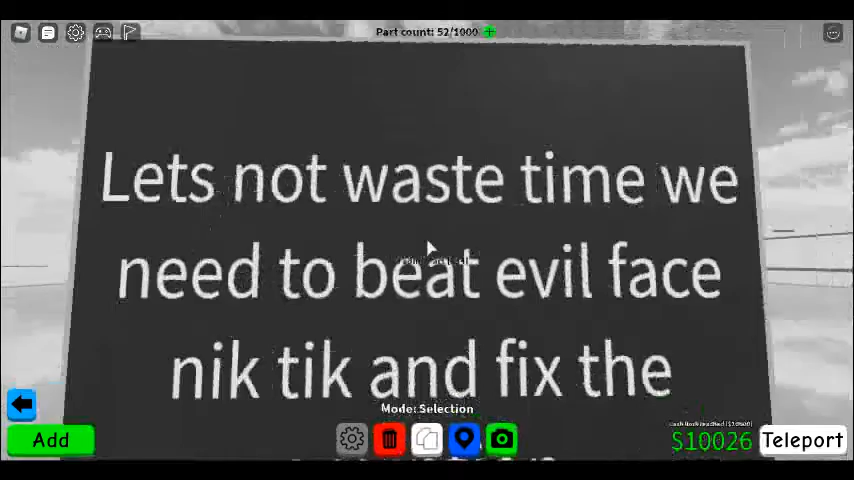 Part count: 52/1000 +
Lets not waste time we
need to beat evil face
nik tik and fix the
Mode: Selection
Add
$10026
Teleport